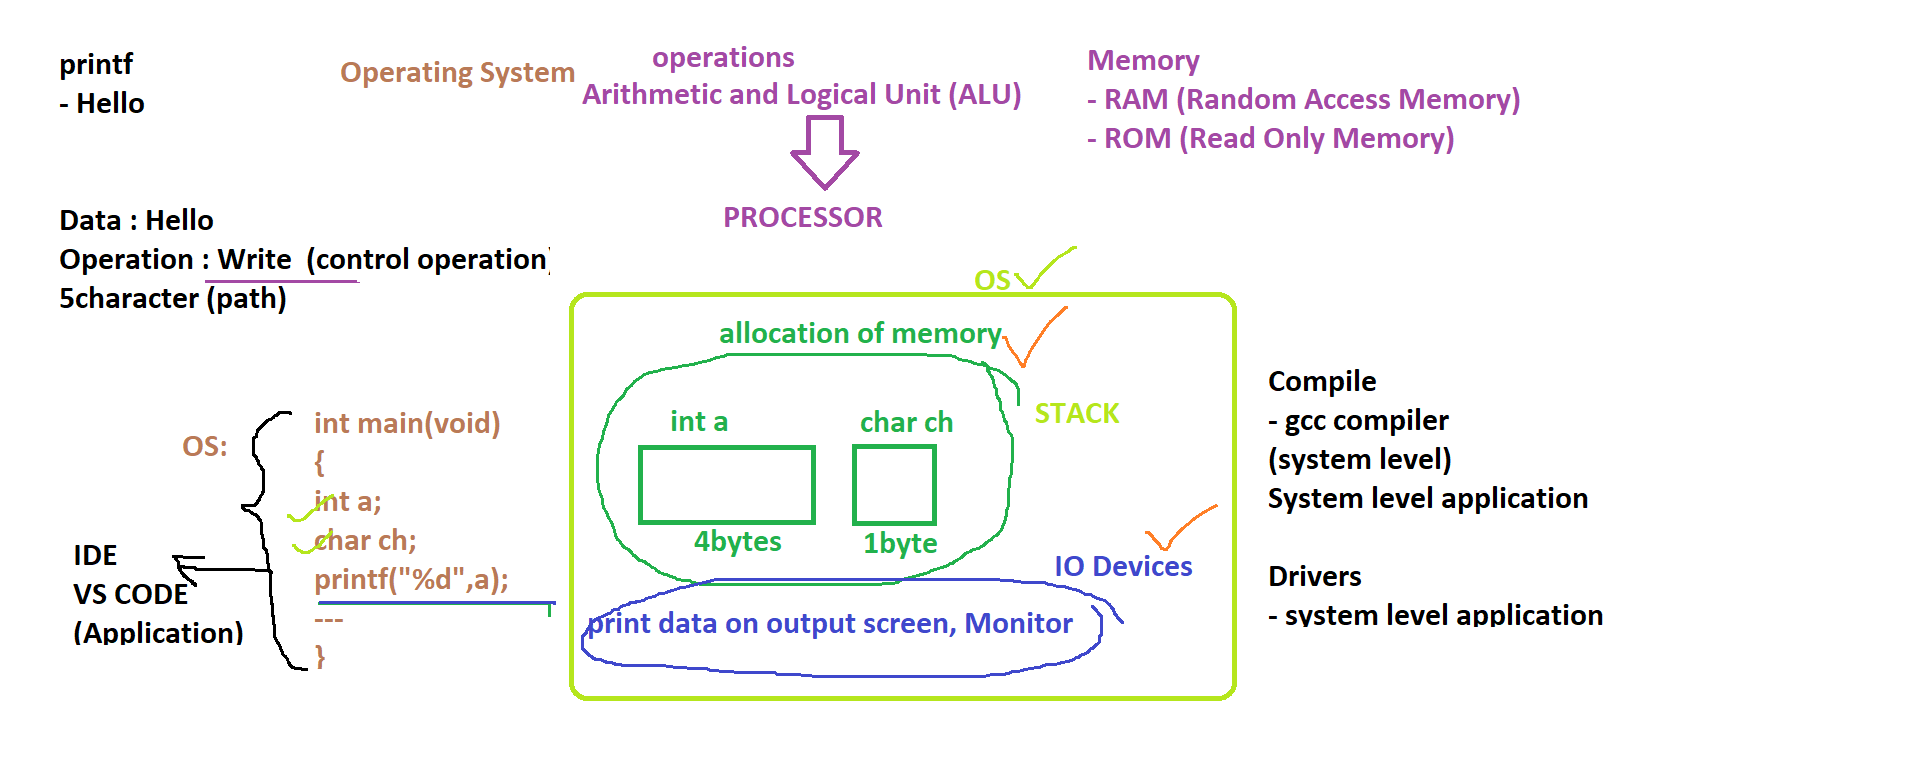 printf
- Hello
Operating System
operations
Arithmetic and Logical Unit (ALU)
PROCESSOR
Memory
- RAM (Random Access Memory)
- ROM (Read Only Memory)
Data : Hello
Operation : Write  (control operation)
5character (path)
OS
allocation of memory
STACK
int a
char ch
4bytes
1byte
IO Devices
print data on output screen, Monitor
OS:
int main(void)
{
int a;
char ch;
printf("%d",a);
---
}
IDE
VS CODE
(Application)
Compile
- gcc compiler
(system level)
System level application
Drivers
- system level application